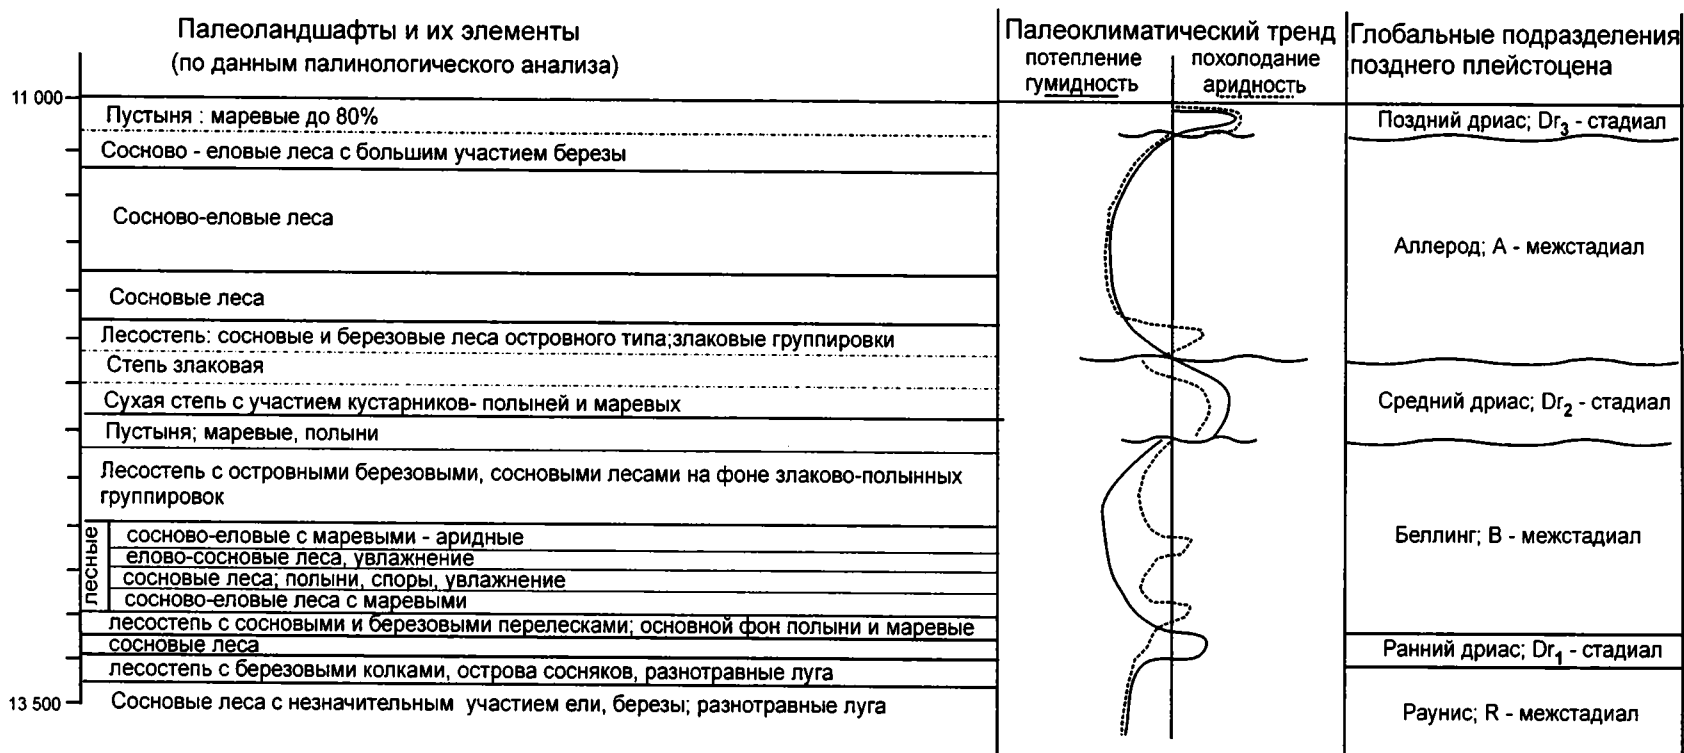 Палеоландшафты и их элементы
(по данным палинологического анализа)
Палеоклиматический тренд
потепление
гумидность
похолодание
аридность
Глобальные подразделения
позднего плейстоцена
11 000
Пустыня : маревые до 80%
Поздний дриас; Dr3 - стадиал
Сосново - еловые леса с большим участием березы
Сосново-еловые леса
Аллерод; А - межстадиал
Сосновые леса
Лесостепь: сосновые и березовые леса островного типа;злаковые группировки
Степь злаковая
Сухая степь с участием кустарников- полыней и маревых
Средний дриас; Dr2 - стадиал
Пустыня; маревые, полыни
Лесостепь с островными березовыми, сосновыми лесами на фоне злаково-полынных
группировок
лесные
сосново-еловые с маревыми - аридные
Беллинг; В - межстадиал
елово-сосновые леса, увлажнение
сосновые леса; полыни, споры, увлажнение
сосново-еловые леса с маревыми
лесостепь с сосновыми и березовыми перелесками; основной фон полыни и маревые
сосновые леса
Ранний дриас; Dr1 - стадиал
лесостепь с березовыми колками, острова сосняков, разнотравные луга
13 500
Сосновые леса с незначительным участием ели, березы; разнотравные луга
Раунис; R - межстадиал